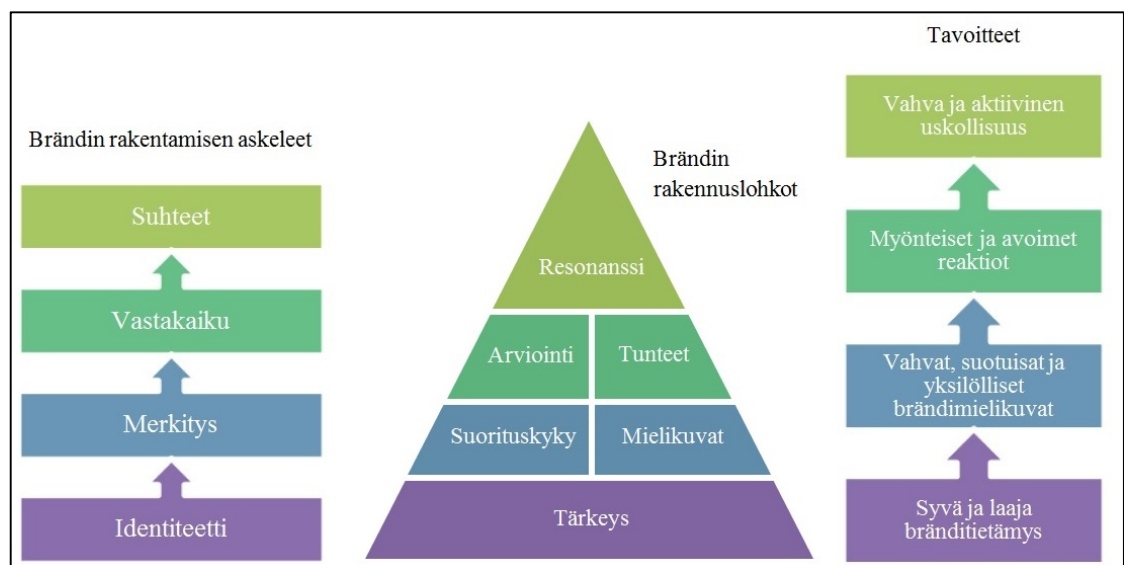 Brändin rakentamisen askeleet
Suhteet
Vastakaiku
Merkitys
Identiteetti
Brändin
rakennuslohkot
Resonanssi
Arviointi
Tunteet
Suorituskyky
Mielikuvat
Tärkeys
Tavoitteet
Vahva ja aktiivinen
uskollisuus
Myönteiset ja avoimet
reaktiot
Vahvat, suotuisat ja
yksilölliset
brändimielikuvat
Syvä ja laaja
bränditietämys